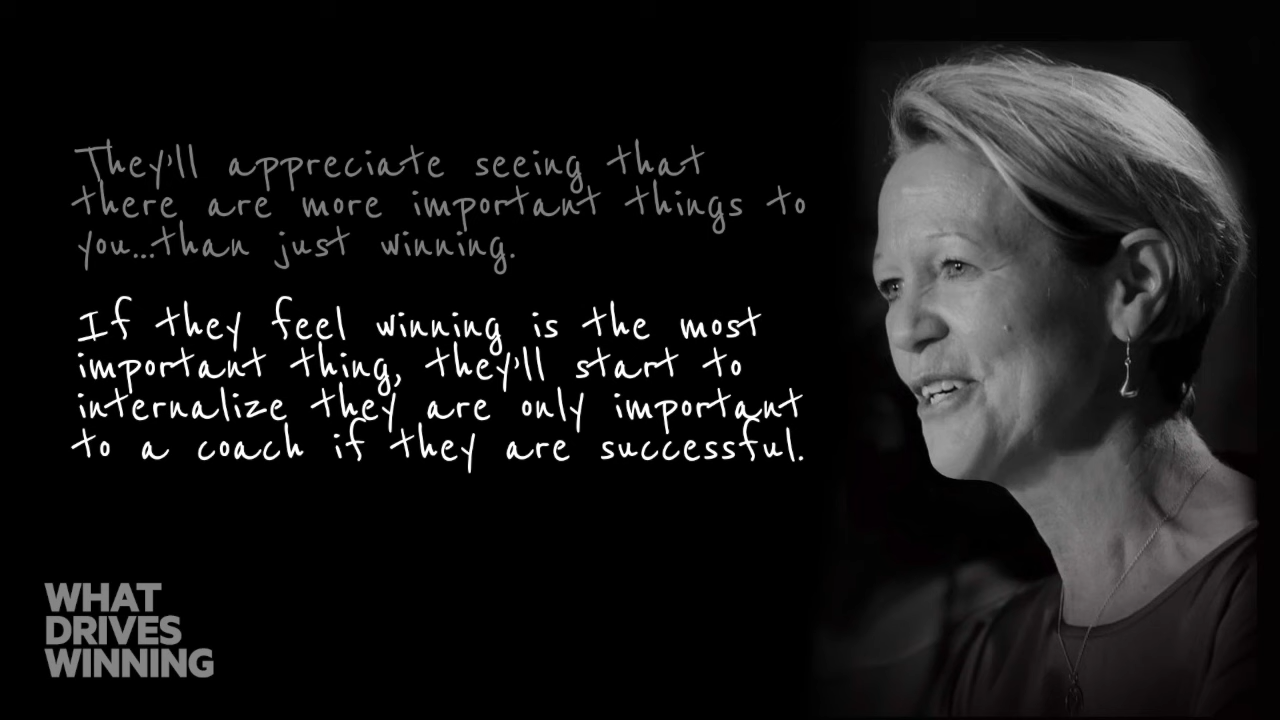 They'll appreciate seeing that
there are more important things to
you...than just winning.
If they feel winning is the most
important thing, they'll start to
internalize they are only important
to a coach if they are successful.
WHAT
DRIVES
WINNING